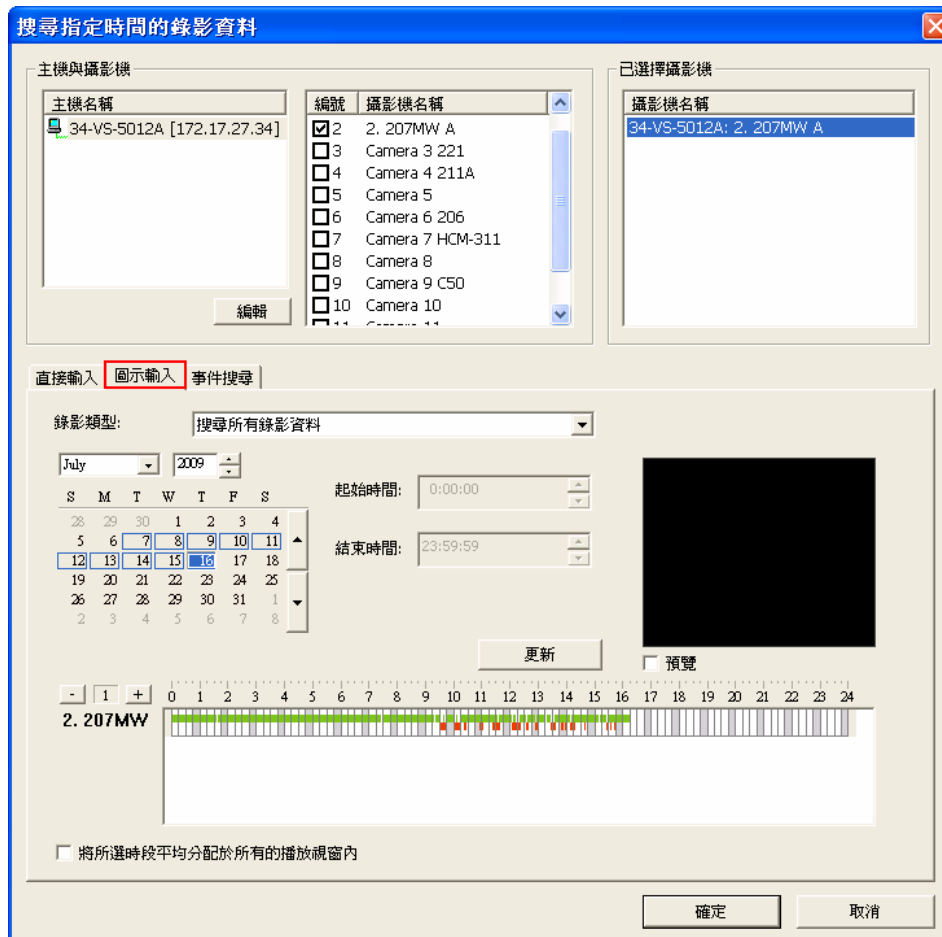 搜尋指定時間的錄影資料
主機與攝影機
主機名稱
34-VS-5012A [172.17.27.34]
編輯
編號 攝影機名稱
2 2. 207MW A
3 Camera 3 221
4 Camera 4 211A
5 Camera 5
6 Camera 6 206
7 Camera 7 HCM-311
8 Camera 8
9 Camera 9 C50
10 Camera 10
11 Camera 11
已選擇攝影機
攝影機名稱
34-VS-5012A: 2. 207MW A
直接輸入 圖示輸入 事件搜尋
錄影類型: 搜尋所有錄影資料
July 2009
S M T W T F S
28 29 30 1 2 3 4
5 6 7 8 9 10 11
12 13 14 15 16 17 18
19 20 21 22 23 24 25
26 27 28 29 30 31 1
2 3 4 5 6 7 8
起始時間: 0:00:00
結束時間: 23:59:59
更新
預覽
- 1 + 0 1 2 3 4 5 6 7 8 9 10 11 12 13 14 15 16 17 18 19 20 21 22 23 24
2. 207MW
將所選時段平均分配於所有的播放視窗內
確定 取消